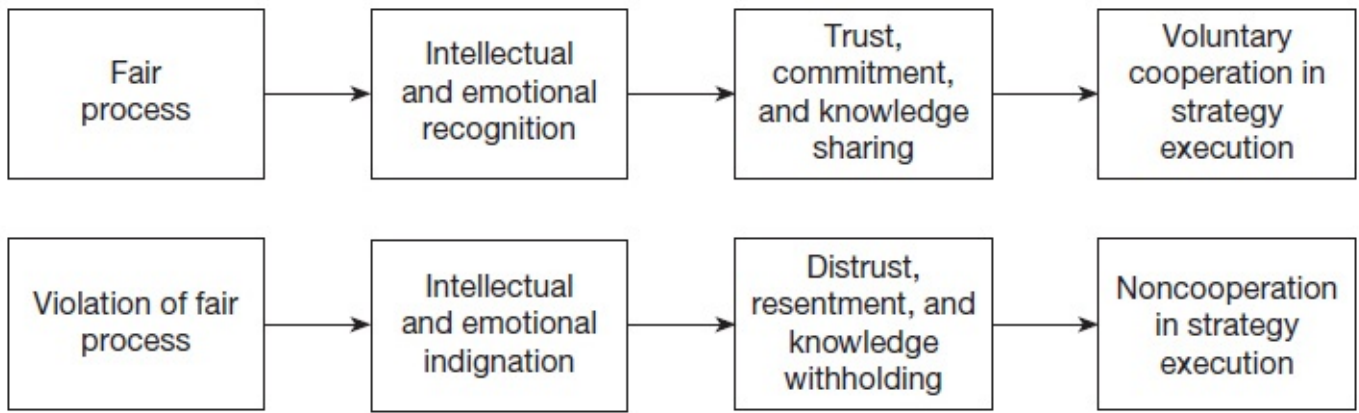 Fair
process
Intellectual
and emotional
recognition
Trust,
commitment,
and knowledge
sharing
Voluntary
cooperation in
strategy
execution
Violation of fair
process
Intellectual
and emotional
indignation
Distrust,
resentment, and
knowledge
withholding
Noncooperation
in strategy
execution